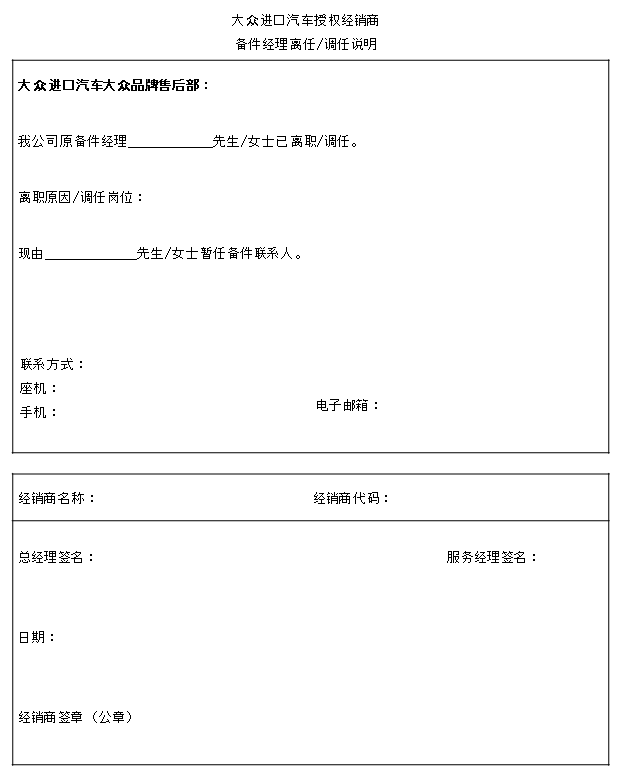 大众进口汽车授权经销商
备件经理离任/调任说明
大众进口汽车大众品牌售后部：
我公司原备件经理____________先生/女士已离职/调任。
离职原因/调任岗位：
现由_____________先生/女士暂任备件联系人。
联系方式：
座机：
电子邮箱：
手机：
经销商名称： 经销商代码：
总经理签名： 服务经理签名：
日期：
经销商签章（公章）